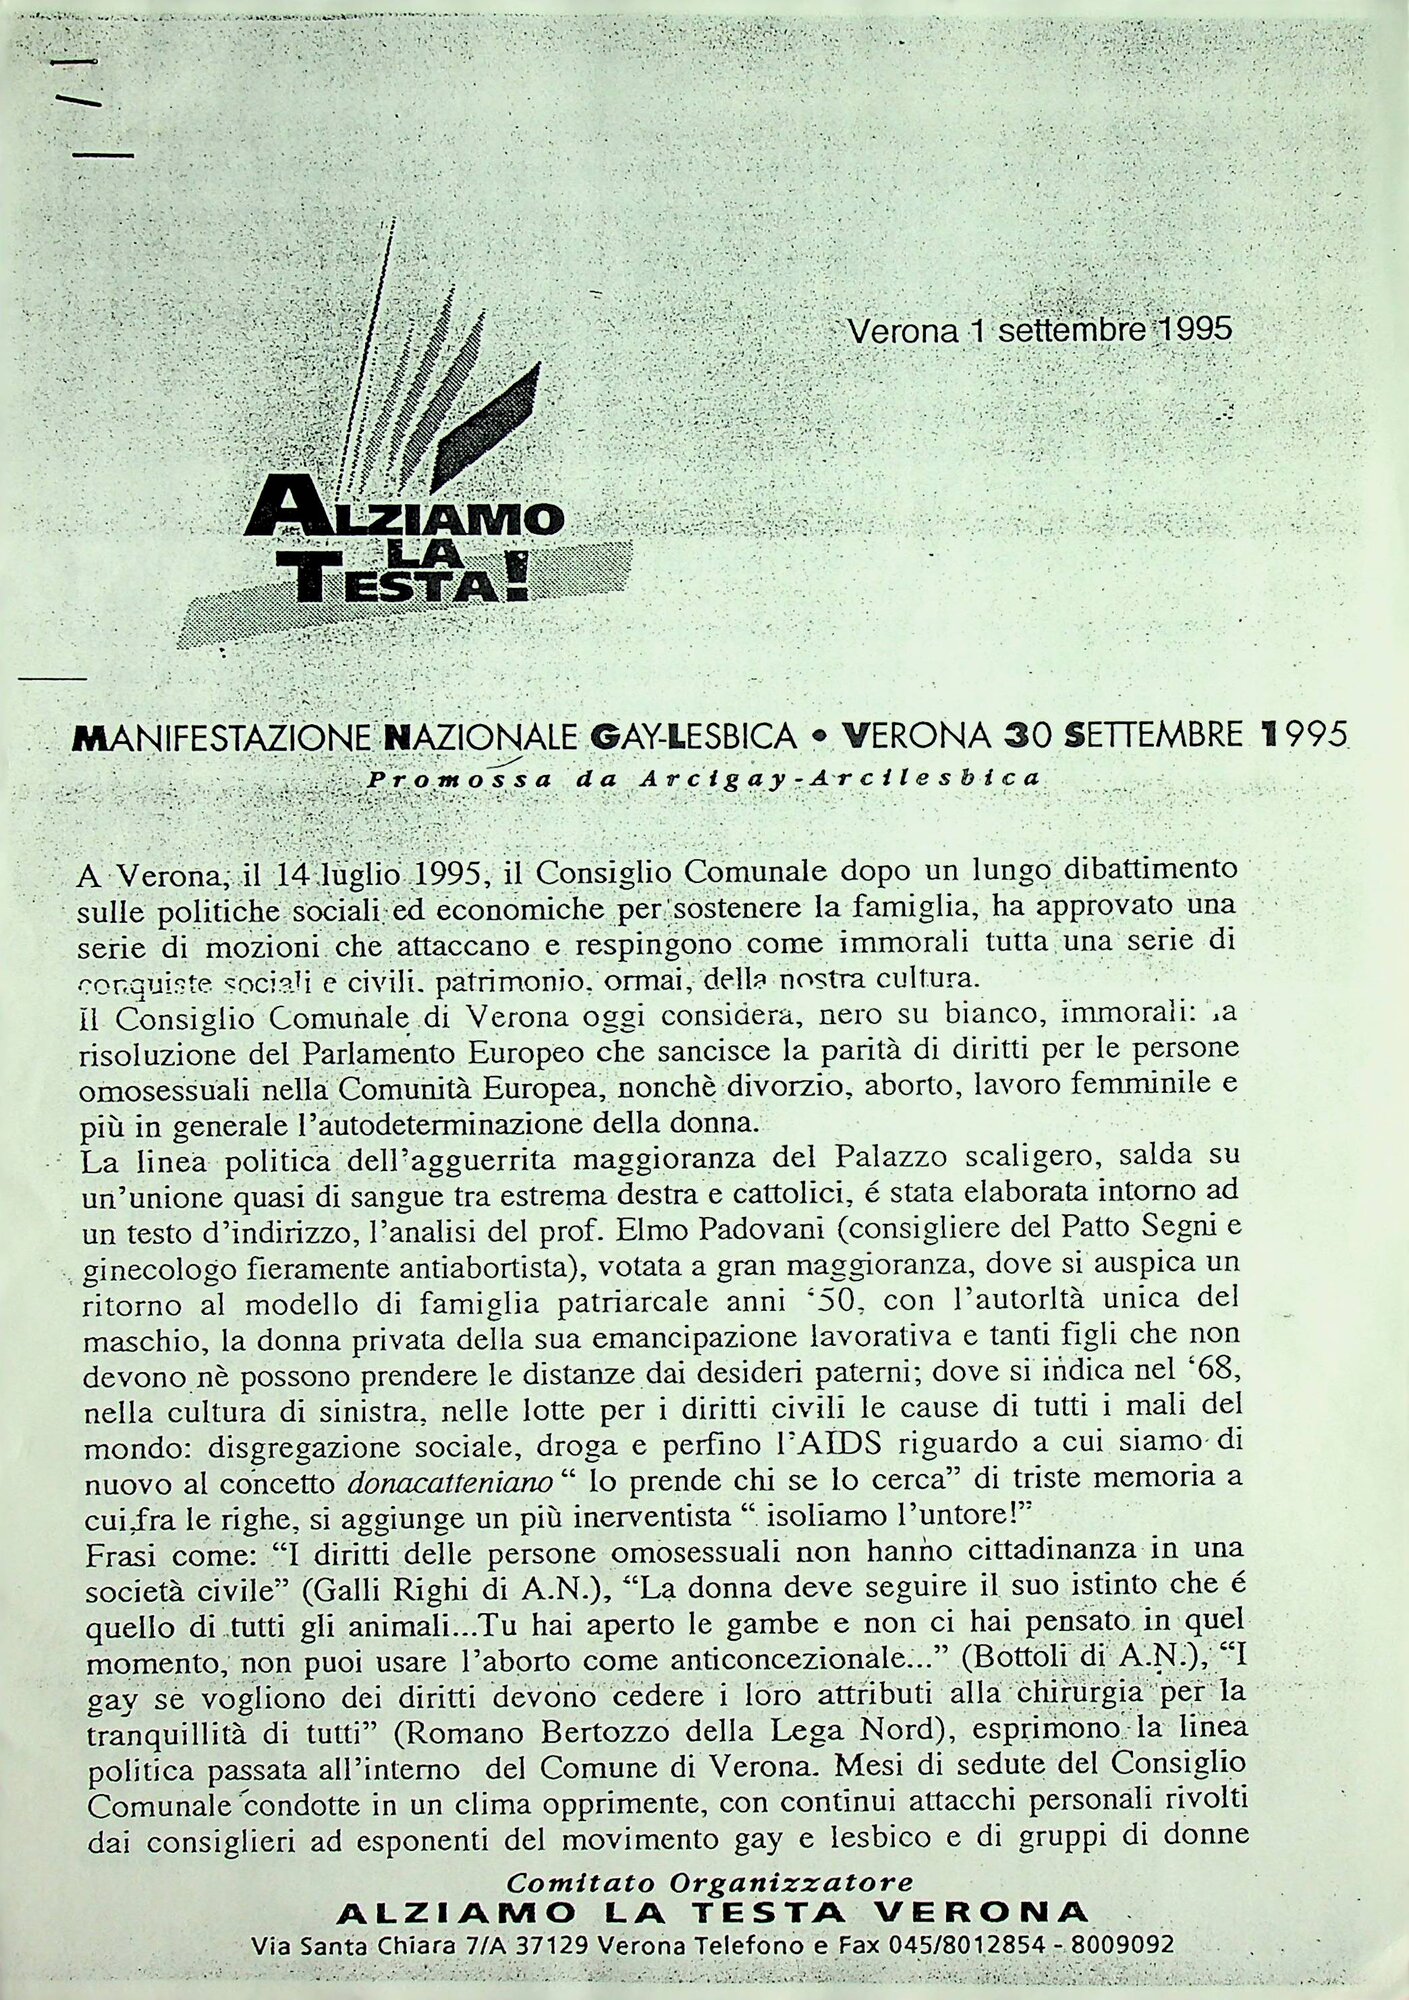 Verona 1 settembre 1995
ALZIAMO
LA
TESTA!
MANIFESTAZIONE NAZIONALE GAY-LESBICA • VERONA 30 SETTEMBRE 1995
Promossa da Arcigay-Arcilesbica
A Verona, il 14 luglio 1995, il Consiglio Comunale dopo un lungo dibattimento
sulle politiche sociali ed economiche per sostenere la famiglia, ha approvato una
serie di mozioni che attaccano e respingono come immorali tutta una serie di
conquiste sociali e civili, patrimonio, ormai, della nostra cultura.
Il Consiglio Comunale di Verona oggi considera, nero su bianco, immorali: la
risoluzione del Parlamento Europeo che sancisce la parità di diritti per le persone
omosessuali nella Comunità Europea, nonchè divorzio, aborto, lavoro femminile e
più in generale l'autodeterminazione della donna.
La linea politica dell'agguerrita maggioranza del Palazzo scaligero, salda su
un'unione quasi di sangue tra estrema destra e cattolici, é stata elaborata intorno ad
un testo d'indirizzo, l'analisi del prof. Elmo Padovani (consigliere del Patto Segni e
ginecologo fieramente antiabortista), votata a gran maggioranza, dove si auspica un
ritorno al modello di famiglia patriarcale anni ‘50, con l'autorltà unica del
maschio, la donna privata della sua emancipazione lavorativa e tanti figli che non
devono nè possono prendere le distanze dai desideri paterni; dove si indica nel ‘68,
nella cultura di sinistra, nelle lotte per i diritti civili le cause di tutti i mali del
mondo: disgregazione sociale, droga e perfino l'AIDS riguardo a cui siamo di
nuovo al concetto donacatteniano “ lo prende chi se lo cerca” di triste memoria a
cui,fra le righe, si aggiunge un più inerventista “ isoliamo l'untore!”
Frasi come: “I diritti delle persone omosessuali non hanno cittadinanza in una
società civile” (Galli Righi di A.N.), “La donna deve seguire il suo istinto che é
quello di tutti gli animali...Tu hai aperto le gambe e non ci hai pensato in quel
momento, non puoi usare l'aborto come anticoncezionale...” (Bottoli di A.N.), “I
gay se vogliono dei diritti devono cedere i loro attributi alla chirurgia per la
tranquillità di tutti” (Romano Bertozzo della Lega Nord), esprimono la linea
politica passata all'interno del Comune di Verona. Mesi di sedute del Consiglio
Comunale condotte in un clima opprimente, con continui attacchi personali rivolti
dai consiglieri ad esponenti del movimento gay e lesbico e di gruppi di donne
Comitato Organizzatore
ALZIAMO LA TESTA VERONA
Via Santa Chiara 7/A 37129 Verona Telefono e Fax 045/8012854 - 8009092